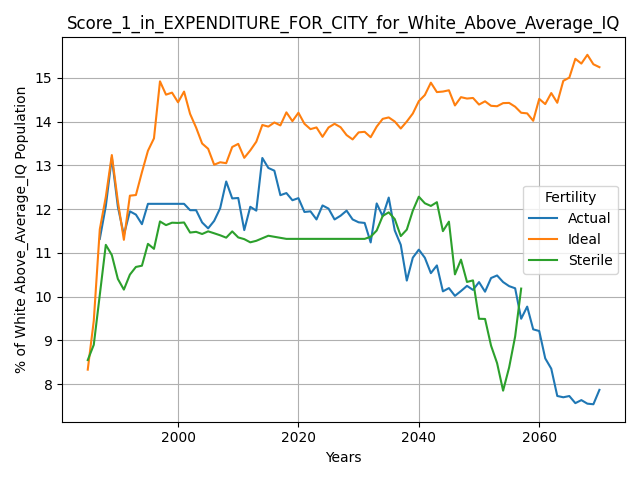 Score_1_in_EXPENDITURE_FOR_CITY_for_White_Above_Average_IQ
% of White Above_Average_IQ Population
15
14
13
12
11
10
9
8
Fertility
Actual
Ideal
Sterile
2000 2020 2040 2060
Years